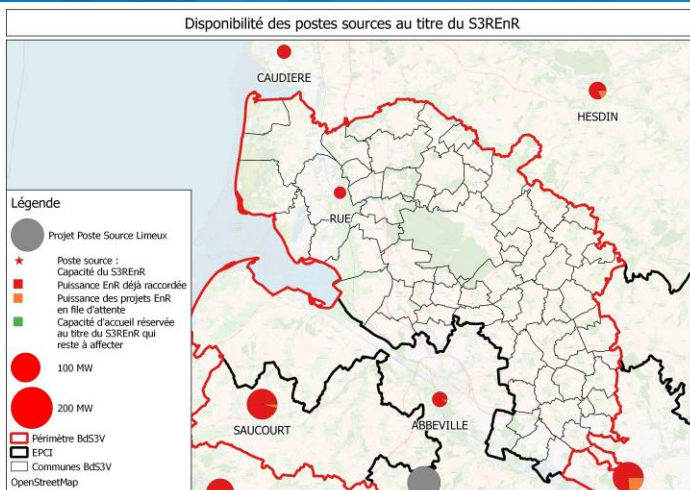 Disponibilité des postes sources au titre du S3REnR
CAUDIERE
HESDIN
RUE
SAUCOURT
ABBEVILLE
Légende
Projet Poste Source Limeux
Poste source :
Capacité du S3REnR
Puissance EnR déjà raccordée
Puissance des projets EnR
en file d'attente
Capacité d'accueil réservée
au titre du S3REnR qui
reste à affecter
100 MW
200 MW
Périmètre BdS3V
EPCI
Communes BdS3V
OpenStreetMap